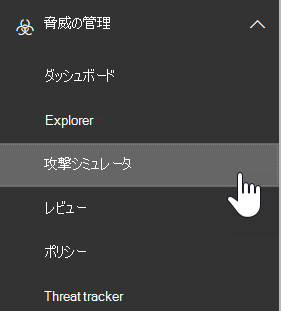 脅威の管理
ダッシュボード
Explorer
攻撃シミュレータ
レビュー
ポリシー
Threat tracker